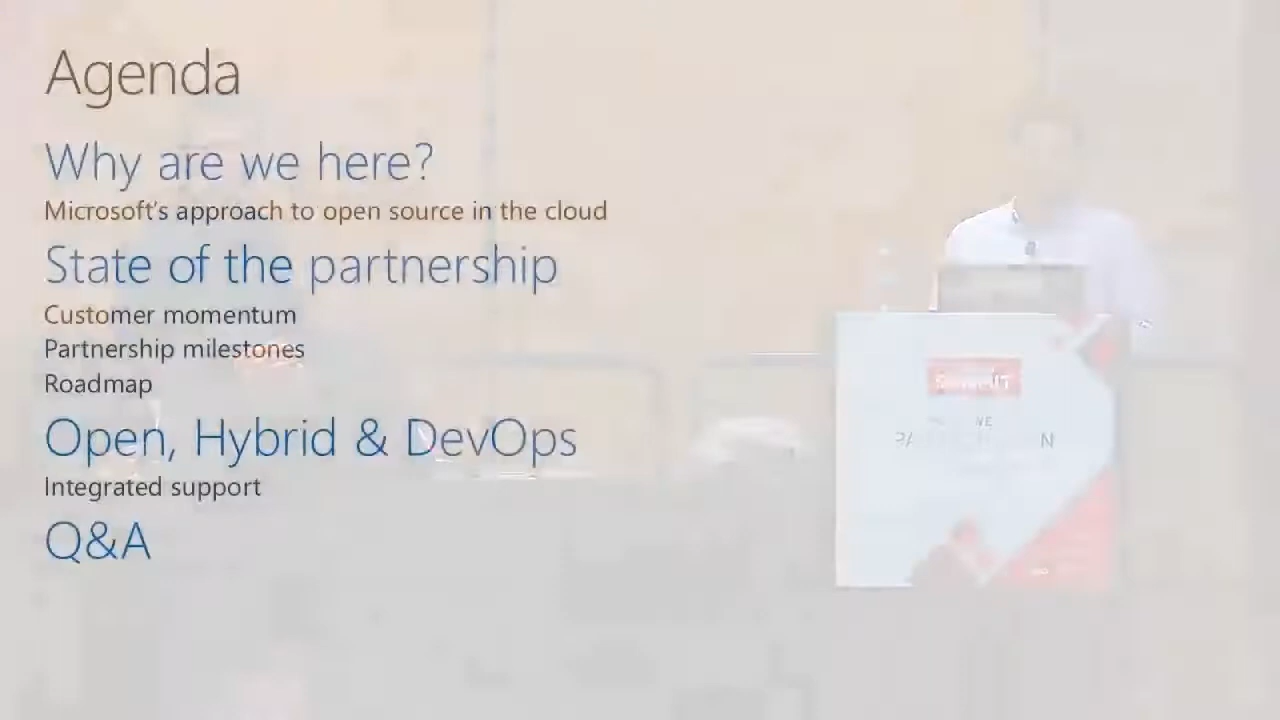 Agenda
Why are we here?
Microsoft's approach to open source in the cloud
State of the partnership
Customer momentum
Partnership milestones
Roadmap
Open, Hybrid & DevOps
Integrated support
Q&A
SUMMIT